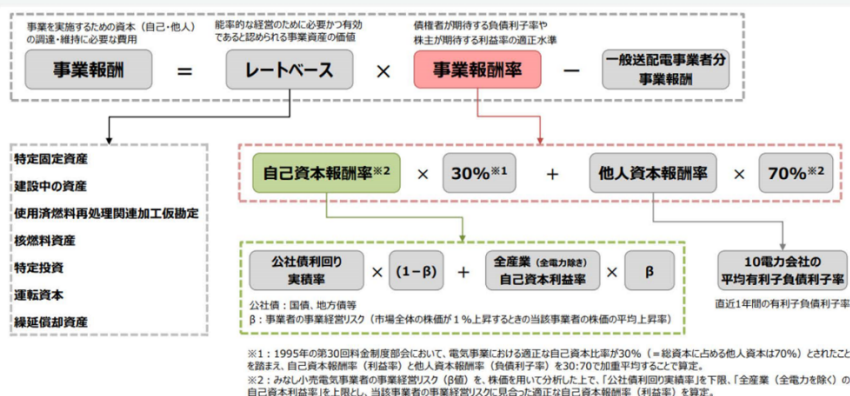 事業を実施するための資本（自己・他人）
の調達・維持に必要な費用
能率的な経営のために必要かつ有効
であると認められる事業資産の価値
債権者が期待する負債利子率や
株主が期待する利益率の適正水準
事業報酬 = レートベース × 事業報酬率 － 一般送配電事業者分
事業報酬
特定固定資産
建設中の資産
使用済燃料再処理関連加工仮勘定
核燃料資産
特定投資
運転資本
繰延償却資産
自己資本報酬率※2 × 30%※1 + 他人資本報酬率 × 70%※2
公社債利回り
実績率
× (1−β) +
全産業（全電力除き）
自己資本利益率
× β
公社債：国債、地方債等
β：事業者の事業経営リスク（市場全体の株価が１%上昇するときの当該事業者の株価の平均上昇率）
10電力会社の
平均有利子負債利子率
直近1年間の有利子負債利子率
※1：1995年の第30回料金制度部会において、電気事業における適正な自己資本比率が30%（＝総資本に占める他人資本は70%）とされたこと
を踏まえ、自己資本報酬率（利益率）と他人資本報酬率（負債利子率）を30:70で加重平均することで算定。
※2：みなし小売電気事業者の事業経営リスク（β値）を、株価を用いて分析した上で、「公社債利回り実績率」を下限、「全産業（全電力を除く）の
自己資本利益率」を上限とし、当該事業者の事業経営リスクに見合った適正な自己資本報酬率（利益率）を算定。